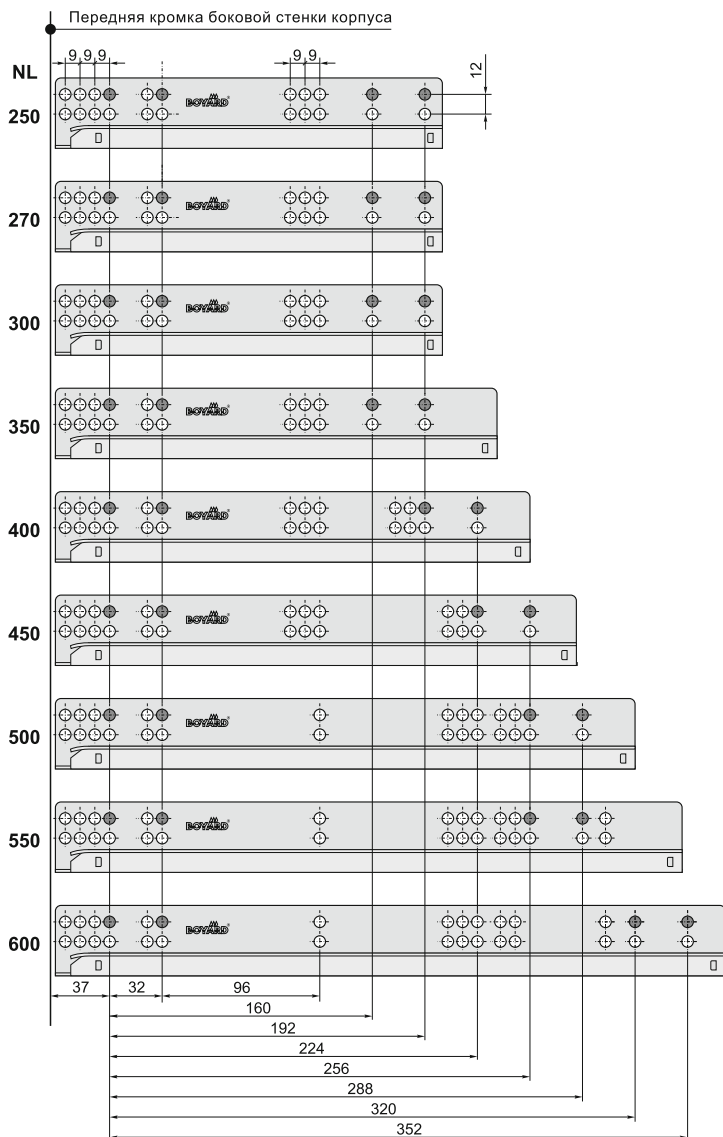 Передняя кромка боковой стенки корпуса
NL
9 9 9
9 9
12
250
BOYARD®
270
BOYARD®
300
BOYARD®
350
BOYARD®
400
BOYARD®
450
BOYARD®
500
BOYARD®
550
BOYARD®
600
BOYARD®
37 32 96
160
192
224
256
288
320
352